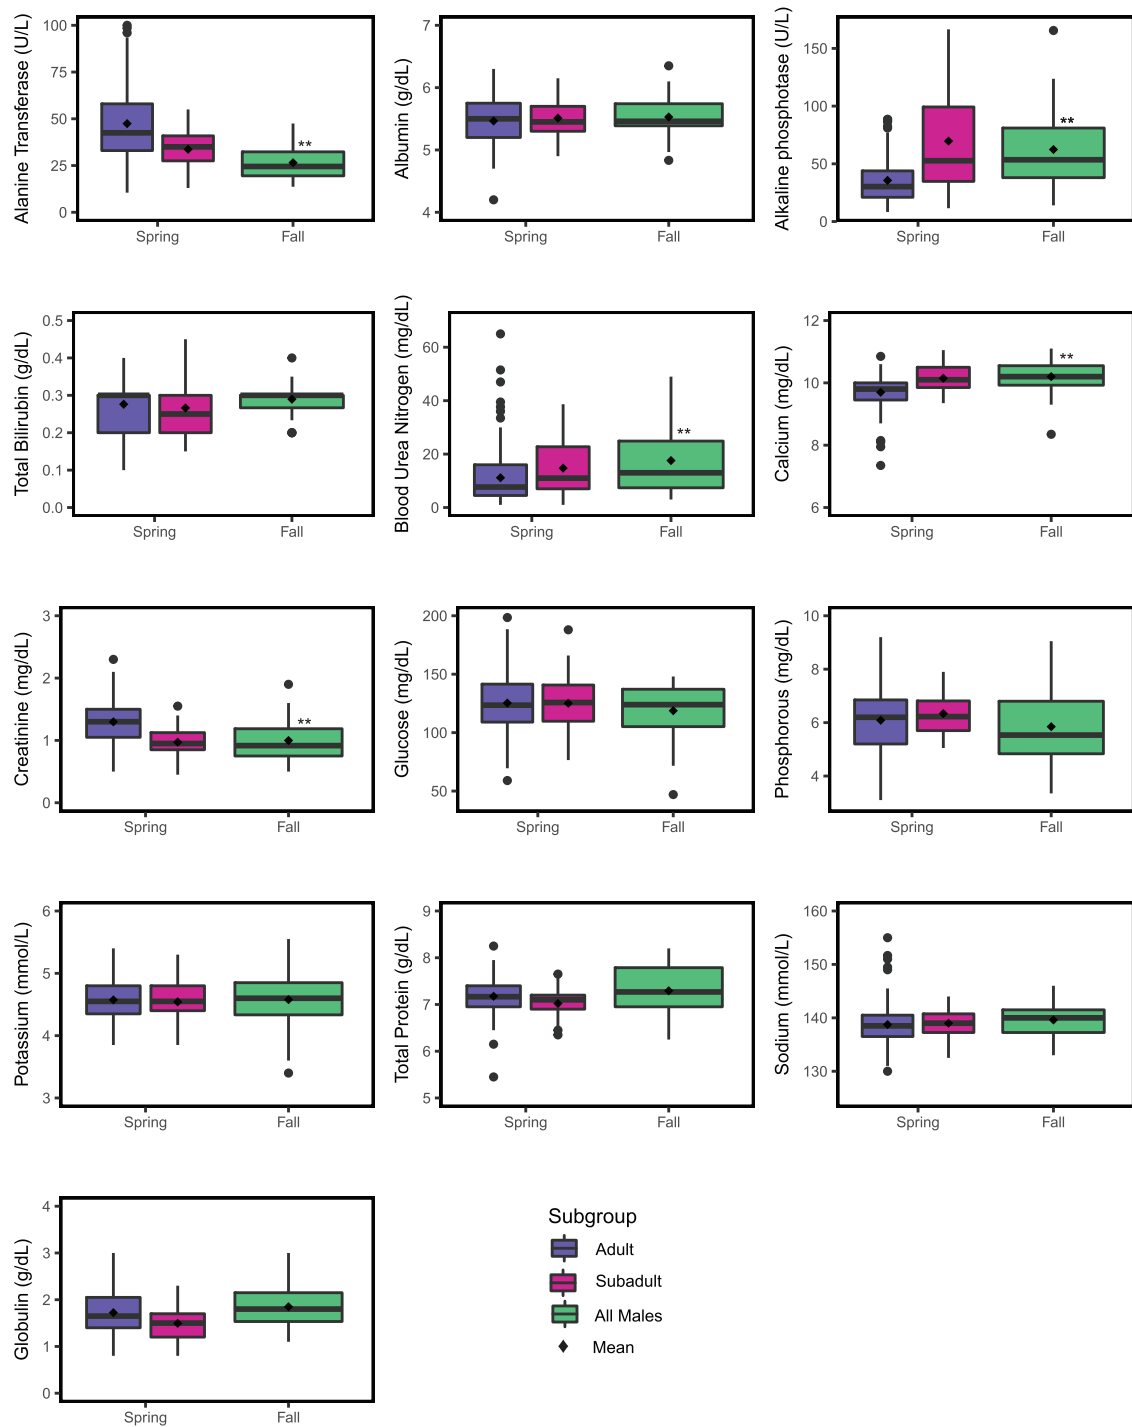 Alanine Transferase (U/L)
100
75
50
25
0
**
Spring
Fall
Albumin (g/dL)
7
6
5
4
Spring
Fall
Alkaline phosphotase (U/L)
150
100
50
0
**
Spring
Fall
Total Bilirubin (g/dL)
0.5
0.4
0.3
0.2
0.1
0.0
Spring
Fall
Blood Urea Nitrogen (mg/dL)
60
40
20
0
**
Spring
Fall
Calcium (mg/dL)
12
10
8
6
**
Spring
Fall
Creatinine (mg/dL)
3
2
1
0
**
Spring
Fall
Glucose (mg/dL)
200
150
100
50
Spring
Fall
Phosphorous (mg/dL)
10
8
6
4
Spring
Fall
Potassium (mmol/L)
6
5
4
3
Spring
Fall
Total Protein (g/dL)
9
8
7
6
5
Spring
Fall
Sodium (mmol/L)
160
150
140
130
Spring
Fall
Globulin (g/dL)
4
3
2
1
0
Spring
Fall
Subgroup
Adult
Subadult
All Males
Mean